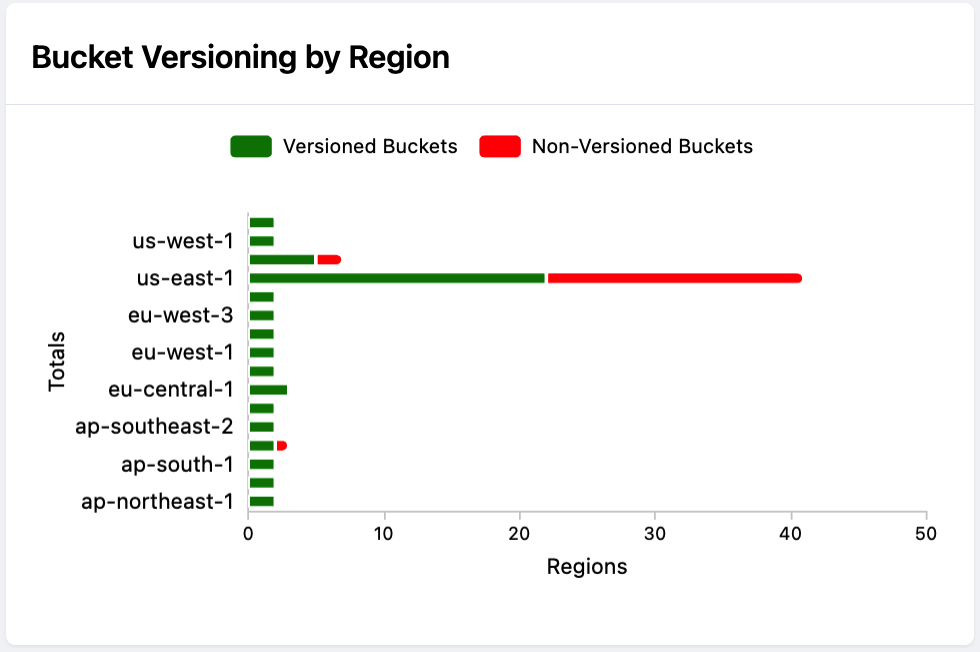 Bucket Versioning by Region
Versioned Buckets
Non-Versioned Buckets
us-west-1
us-east-1
eu-west-3
eu-west-1
eu-central-1
ap-southeast-2
ap-south-1
ap-northeast-1
Totals
0 10 20 30 40 50
Regions